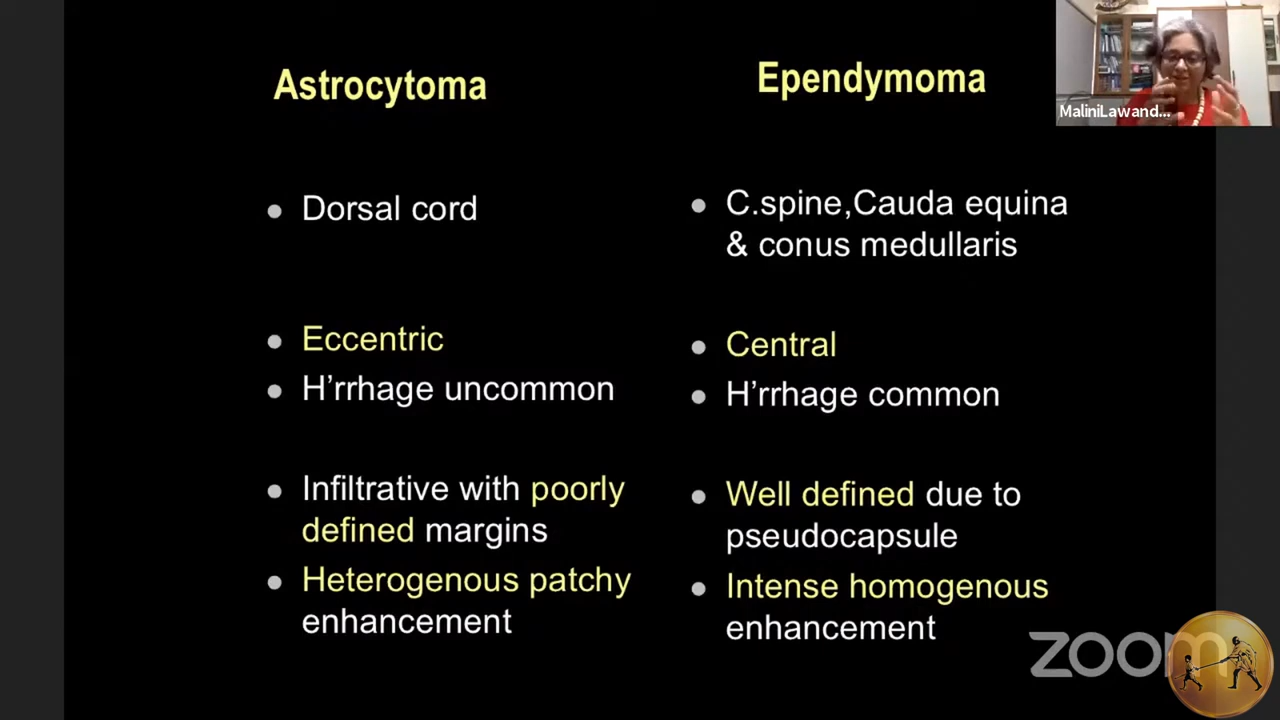 Astrocytoma
Dorsal cord
Eccentric
H'rrhage uncommon
Infiltrative with poorly
defined margins
Heterogenous patchy
enhancement
Ependymoma
C.spine,Cauda equina
& conus medullaris
Central
H'rrhage common
Well defined due to
pseudocapsule
Intense homogenous
enhancement
MaliniLawand...
zoom